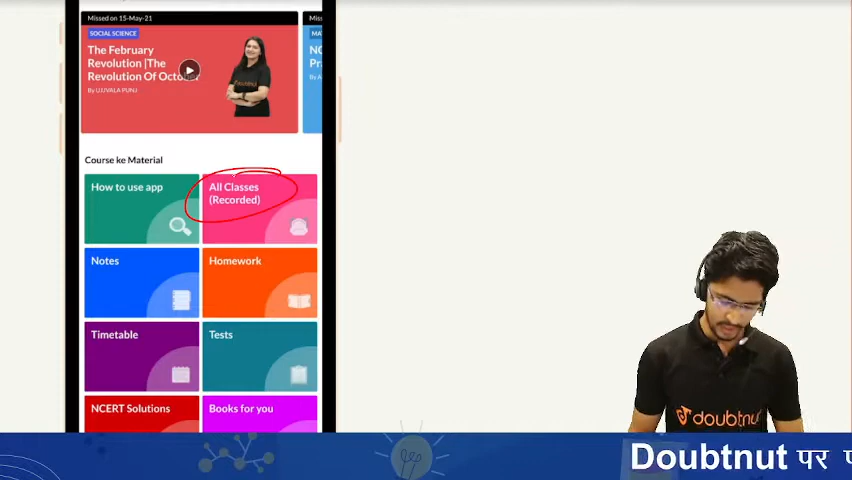 Missed on 15-May-21
SOCIAL SCIENCE
The February
Revolution |The
Revolution Of October
By UJJVALA PUNJ
Course ke Material
How to use app
All Classes
(Recorded)
Notes
Homework
Timetable
Tests
NCERT Solutions
Books for you
doubtnut
Doubtnut पर